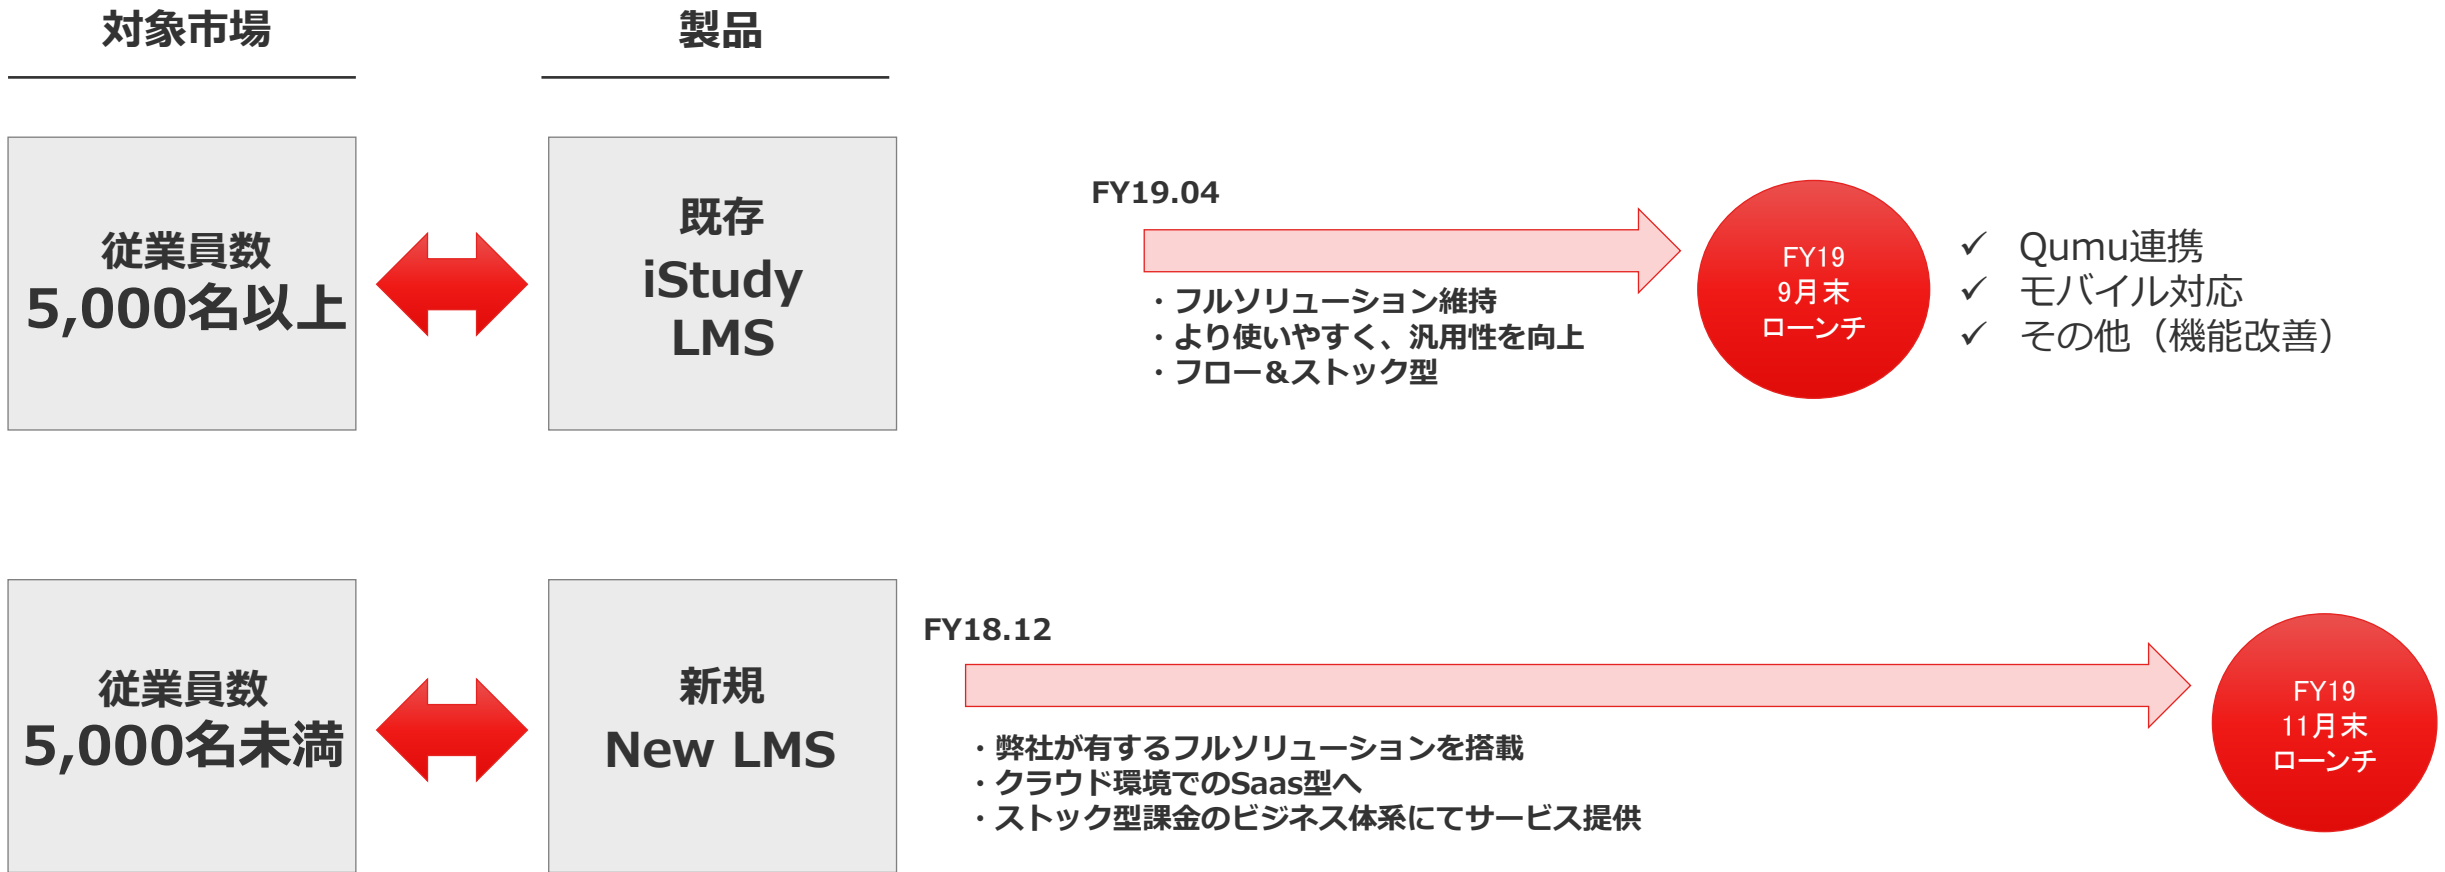 対象市場
製品
従業員数
5,000名以上
既存
iStudy
LMS
FY19.04
・フルソリューション維持
・より使いやすく、汎用性を向上
・フロー&ストック型
FY19
9月末
ローンチ
✓ Qumu連携
✓ モバイル対応
✓ その他（機能改善）
従業員数
5,000名未満
新規
New LMS
FY18.12
・弊社が有するフルソリューションを搭載
・クラウド環境でのSaas型へ
・ストック型課金のビジネス体系にてサービス提供
FY19
11月末
ローンチ